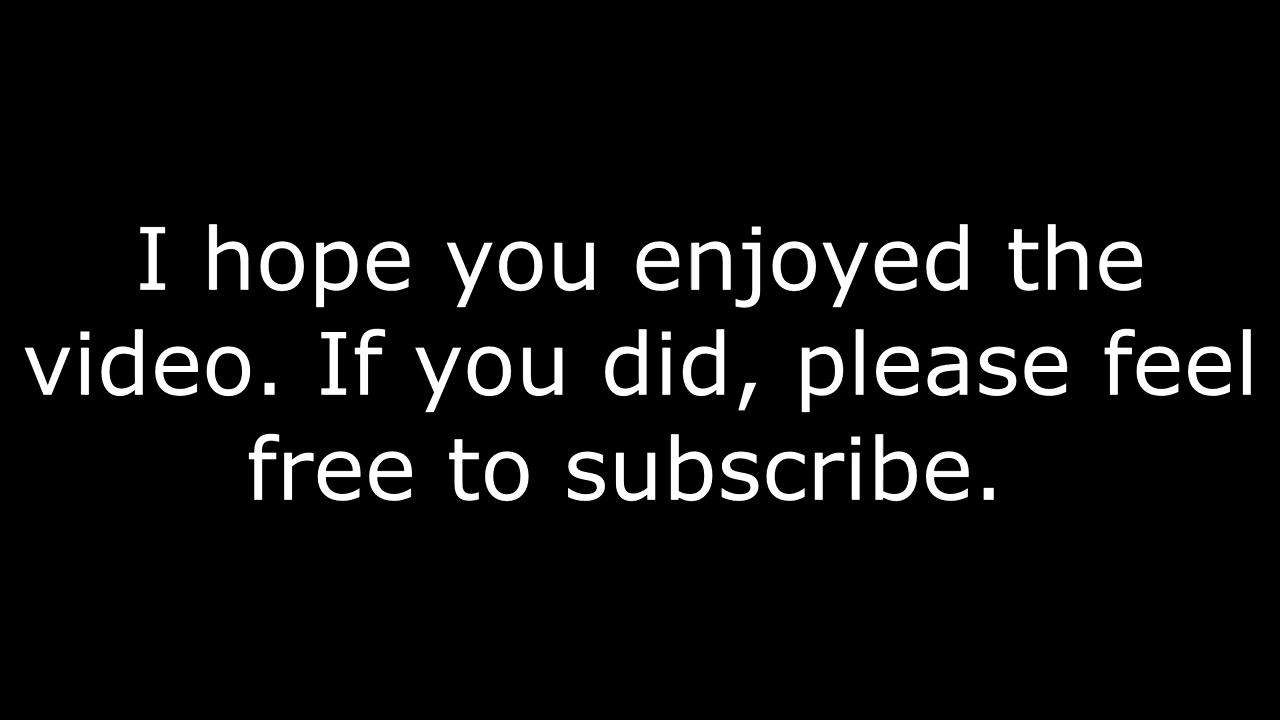 I hope you enjoyed the
video. If you did, please feel
free to subscribe.